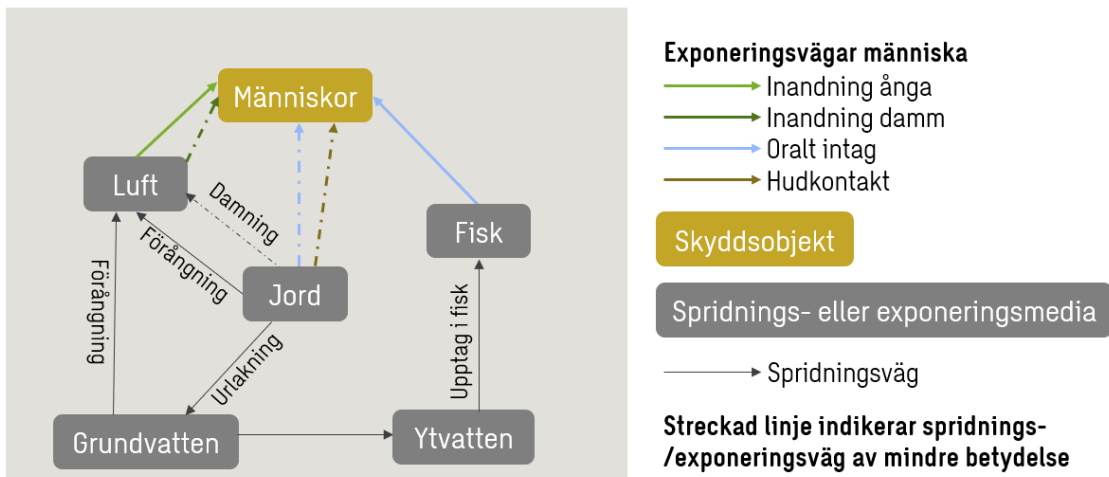 Människor
Luft
Damning
Förångning
Förångning
Fisk
Jord
Urlakning
Upptag i fisk
Grundvatten
Ytvatten
Exponeringsvägar människa
Inandning ånga
Inandning damm
Oralt intag
Hudkontakt
Skyddsobjekt
Spridnings- eller exponeringsmedia
Spridningsväg
Streckad linje indikerar spridnings-
/exponeringsväg av mindre betydelse